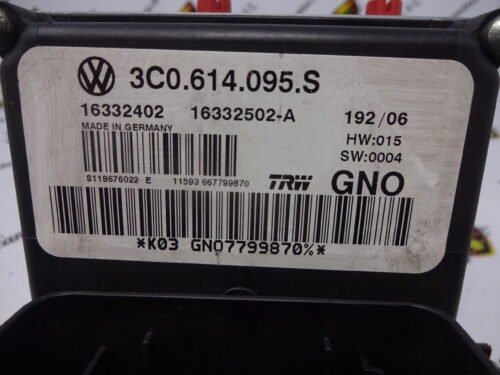 3C0.614.095.S
16332402 16332502-A 192/06
MADE IN GERMANY HW:015
SW:0004
S118676022 E 11593 667799870 TRW GNO
*K03 GNO7799870%*